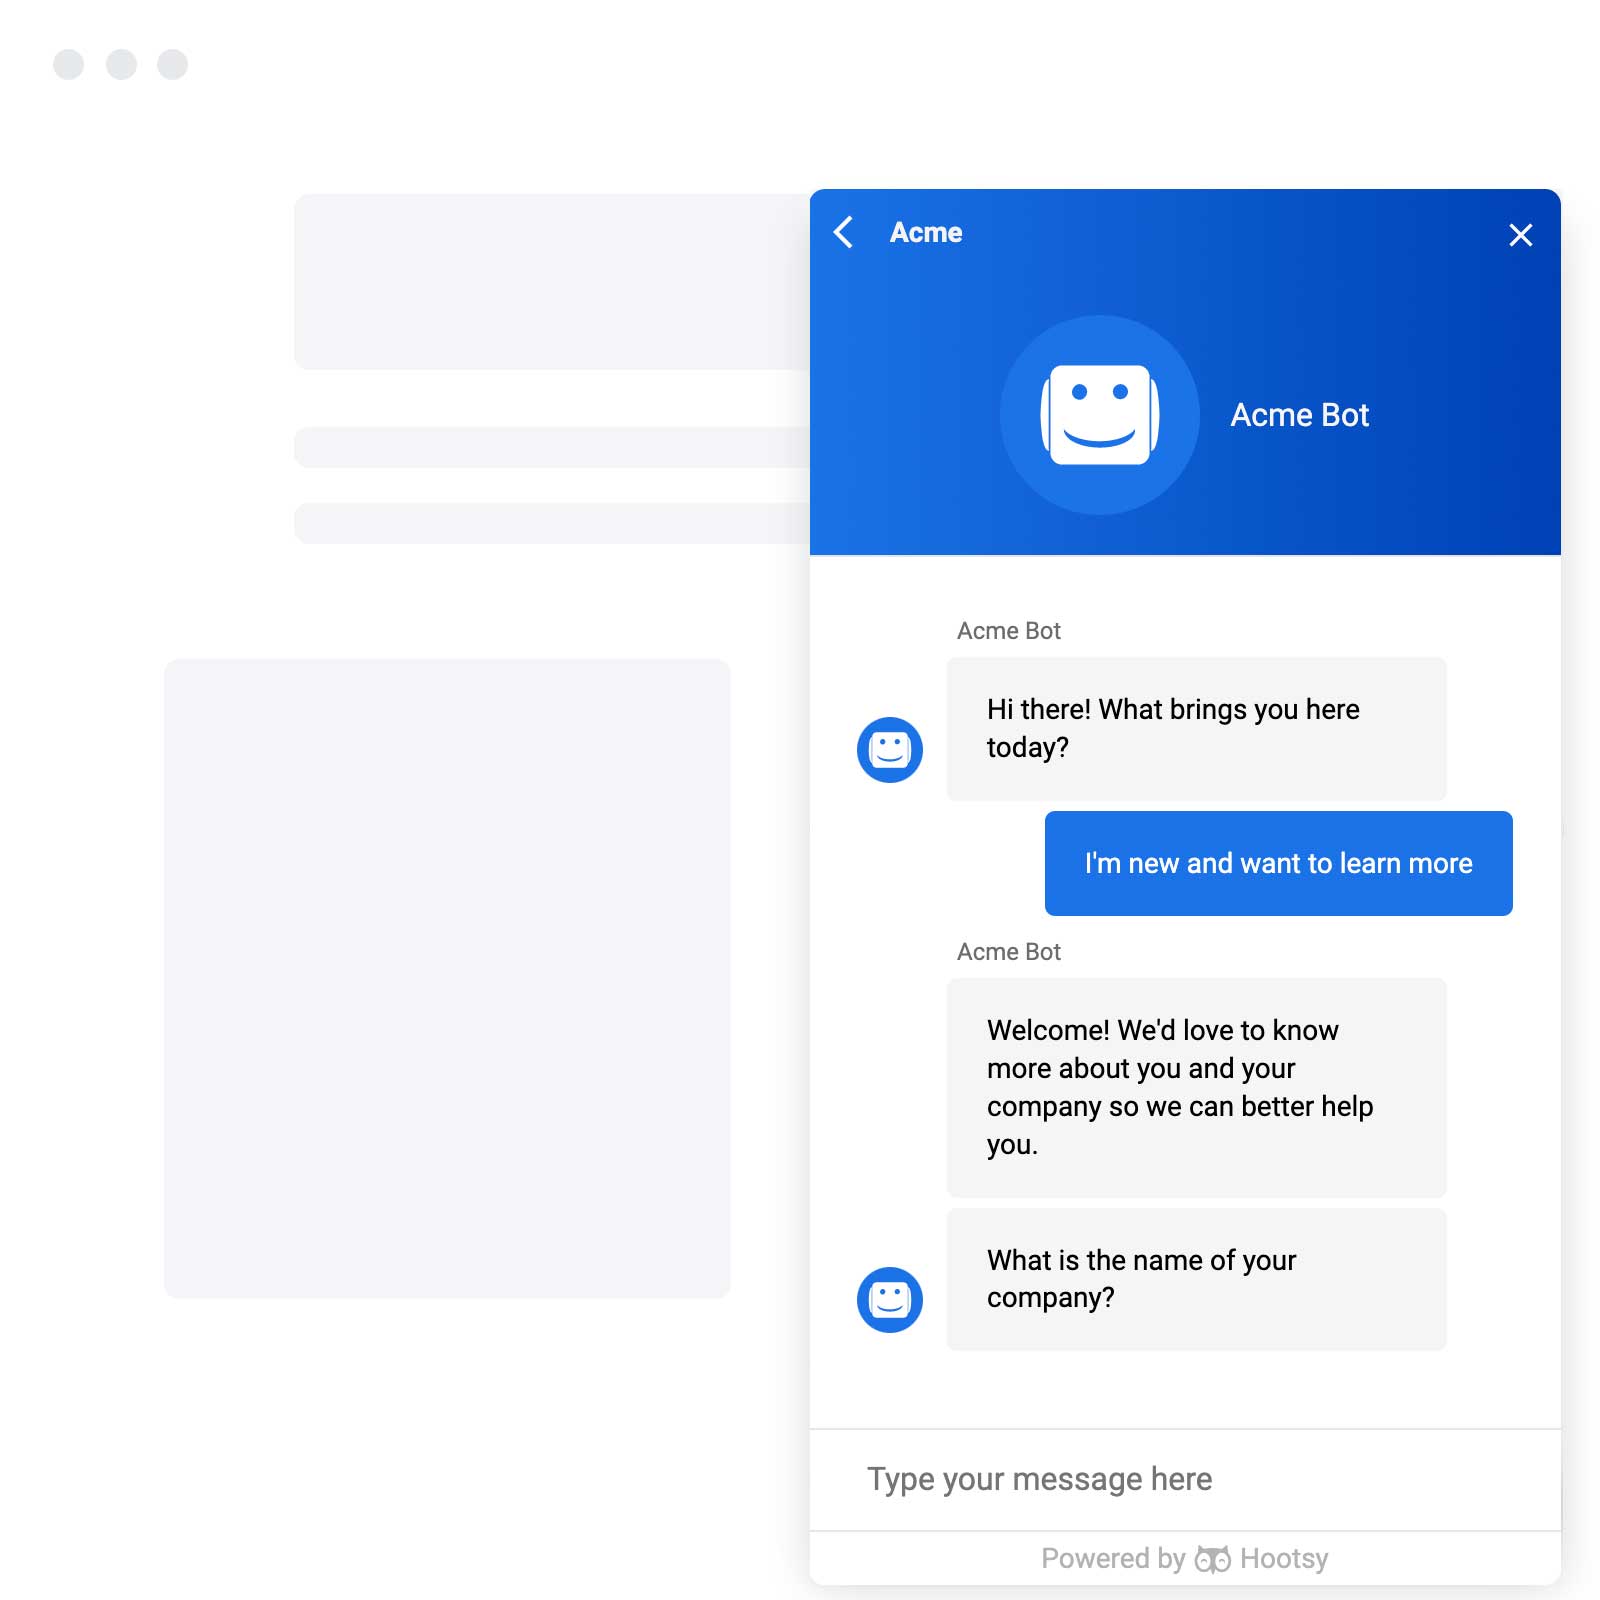 Acme
Acme Bot
Acme Bot
Hi there! What brings you here
today?
I'm new and want to learn more
Acme Bot
Welcome! We'd love to know
more about you and your
company so we can better help
you.
What is the name of your
company?
Type your message here
Powered by Hootsy